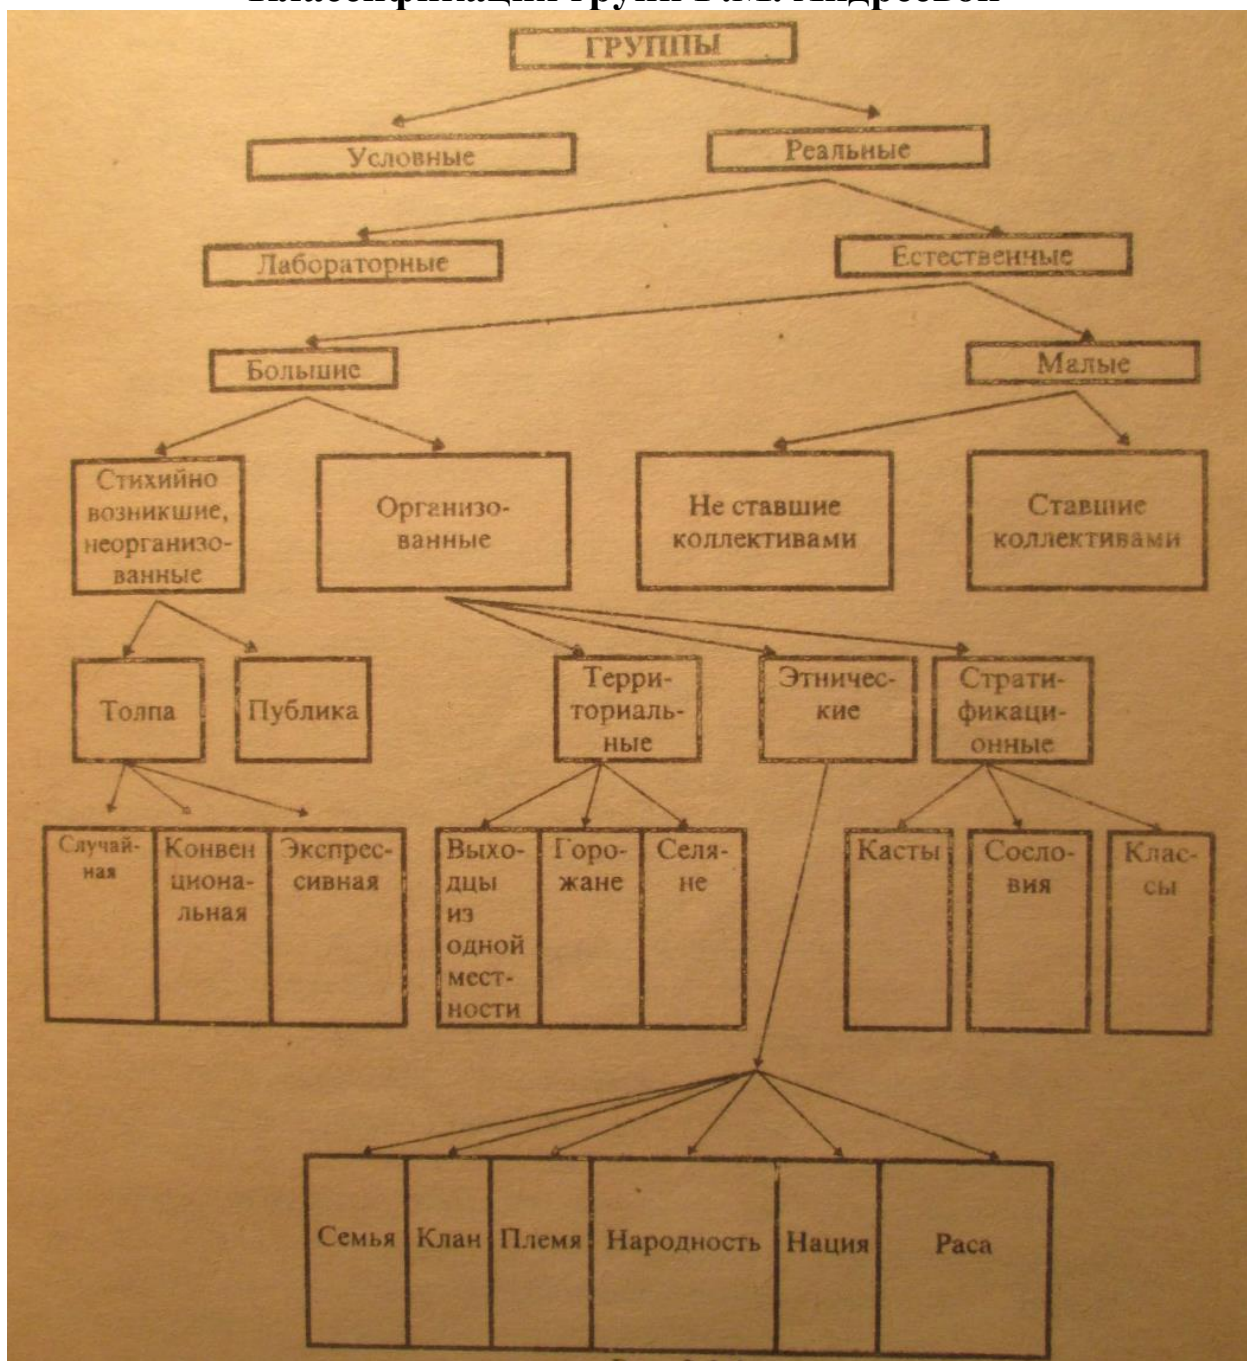 ГРУППЫ
Условные
Реальные
Лабораторные
Естественные
Большие
Малые
Стихийно
возникшие,
неорганизо-
ванные
Организо-
ванные
Не ставшие
коллективами
Ставшие
коллективами
Толпа
Публика
Терри-
ториаль-
ные
Этничес-
кие
Страти-
фикаци-
онные
Случай-
ная
Конвен
циона-
льная
Экспрес-
сивная
Выхо-
дцы
из
одной
мест-
ности
Горо-
жане
Селя-
не
Касты
Сосло-
вия
Клас-
сы
Семья
Клан
Племя
Народность
Нация
Раса